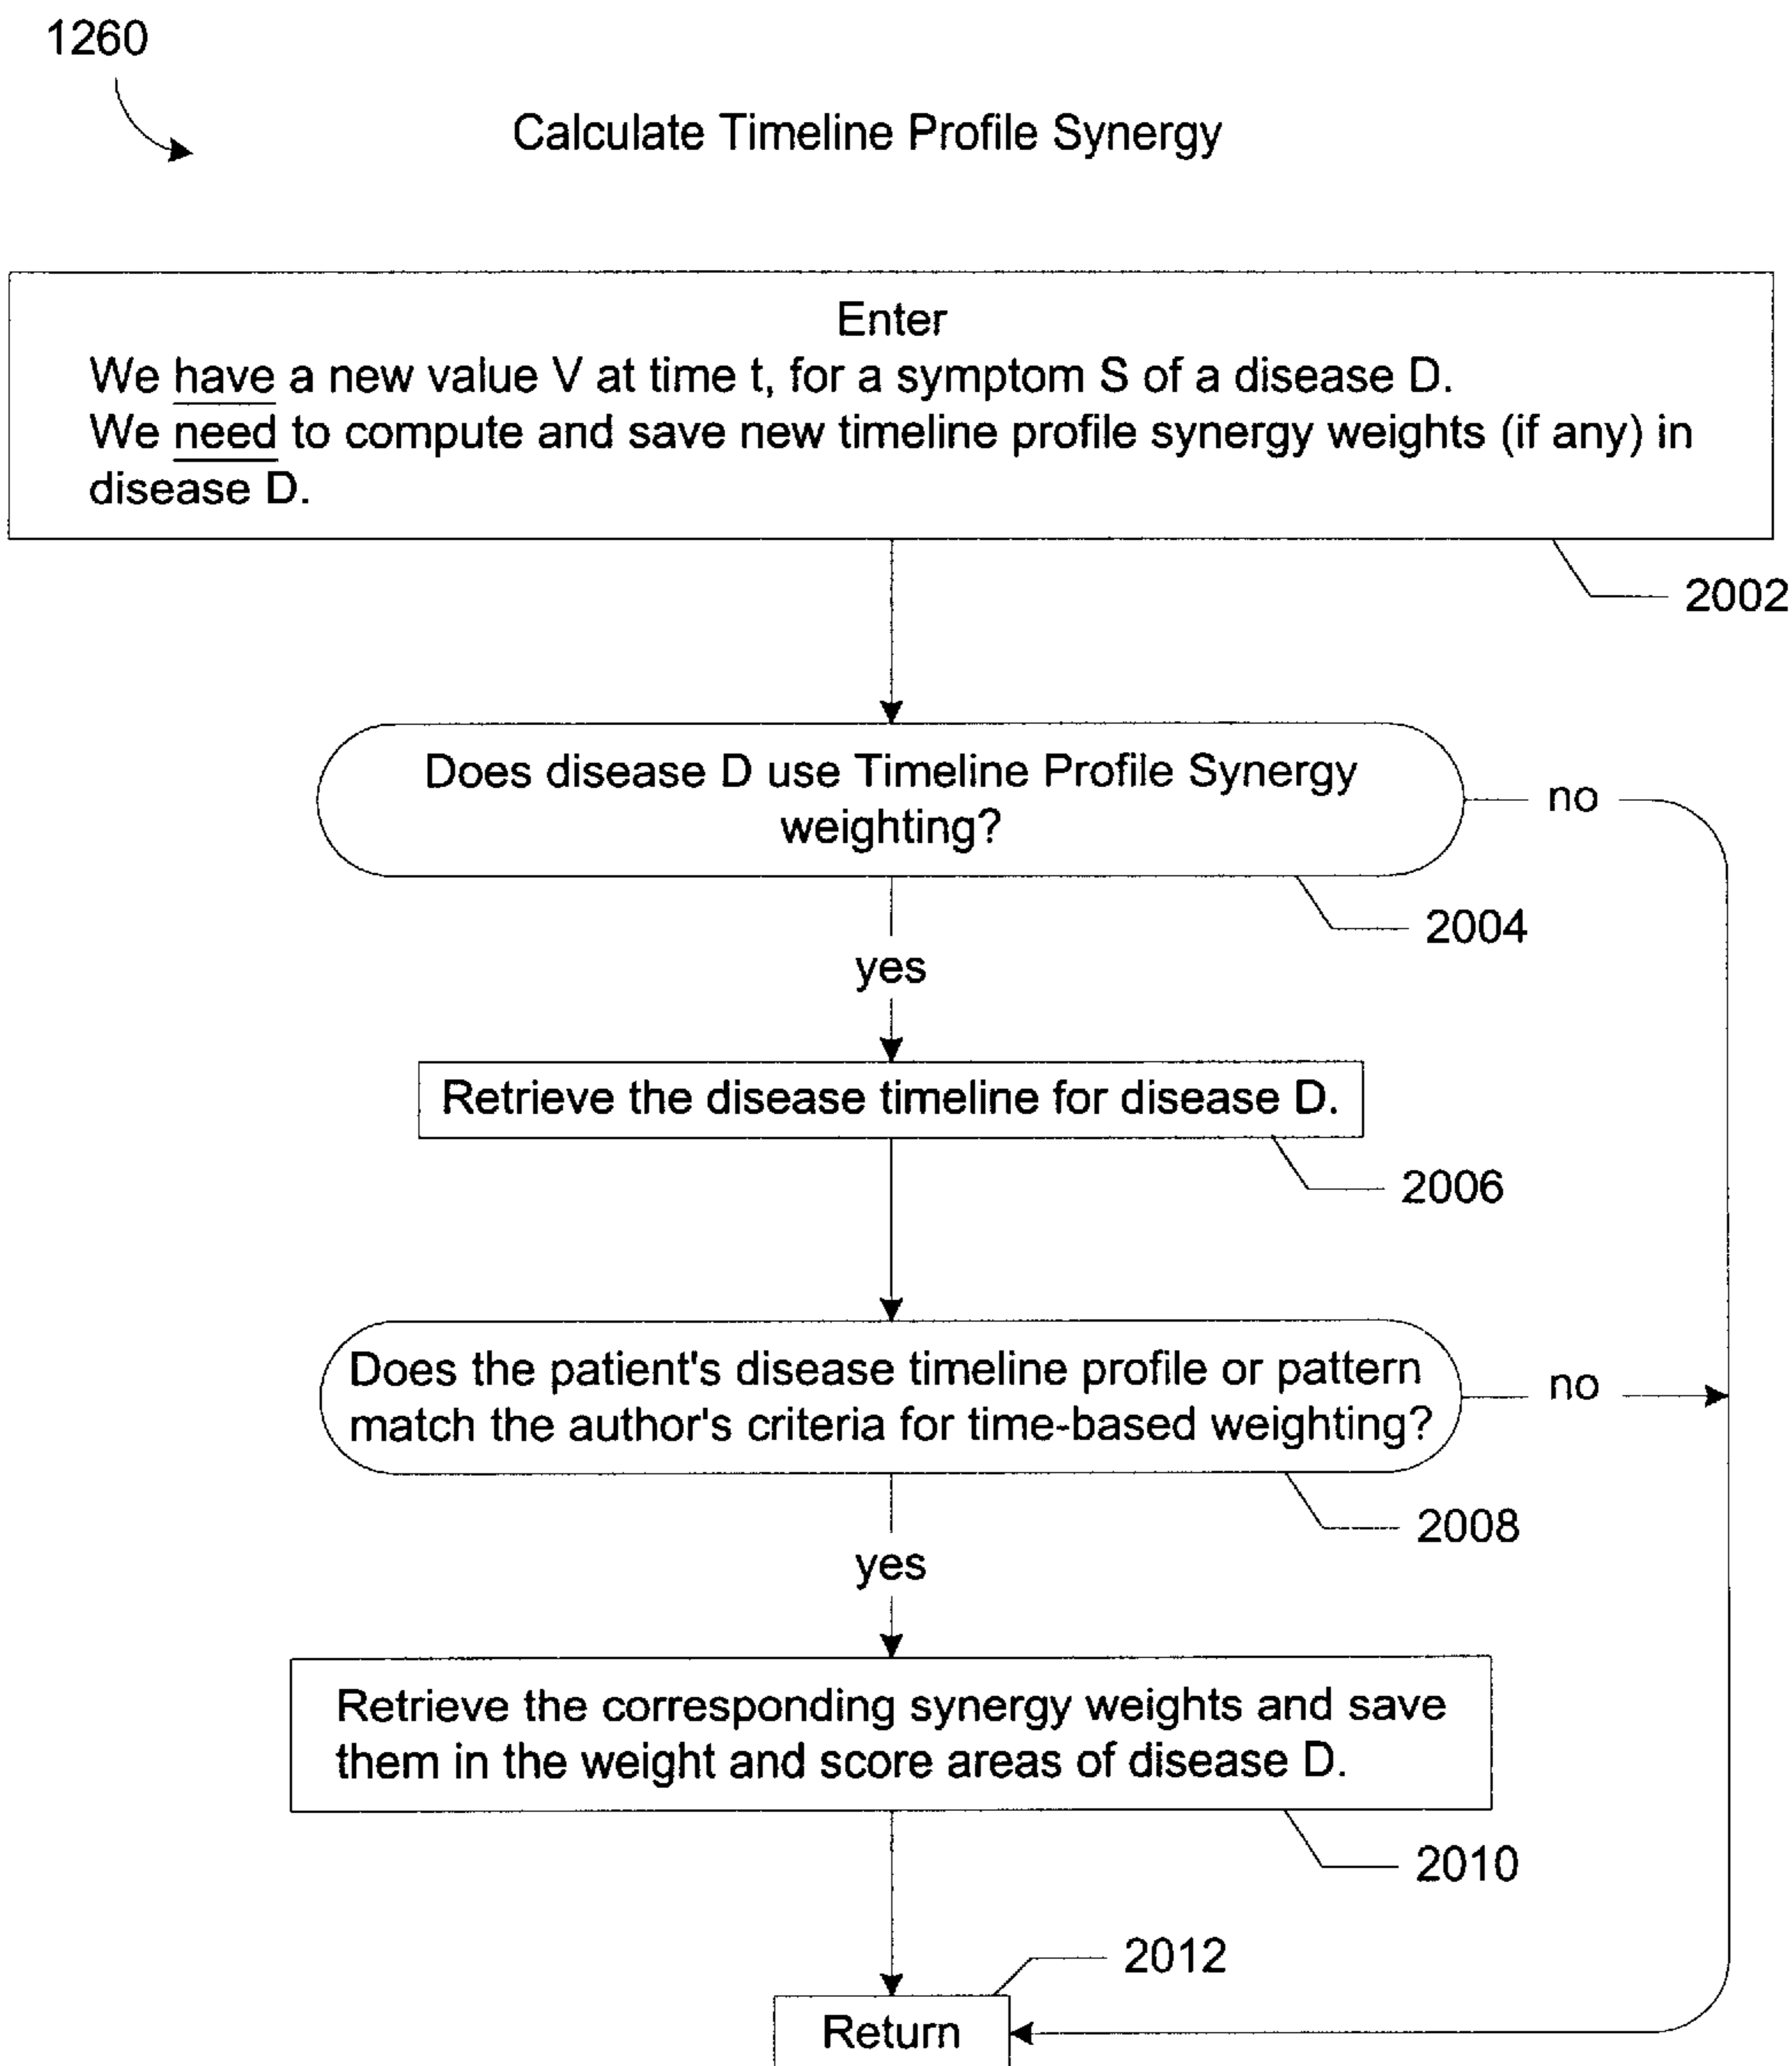 1260
Calculate Timeline Profile Synergy
Enter
We have a new value V at time t, for a symptom S of a disease D.
We need to compute and save new timeline profile synergy weights (if any) in
disease D.
2002
Does disease D use Timeline Profile Synergy
weighting?
no
2004
yes
Retrieve the disease timeline for disease D.
2006
Does the patient's disease timeline profile or pattern
match the author's criteria for time-based weighting?
no
2008
yes
Retrieve the corresponding synergy weights and save
them in the weight and score areas of disease D.
2010
2012
Return